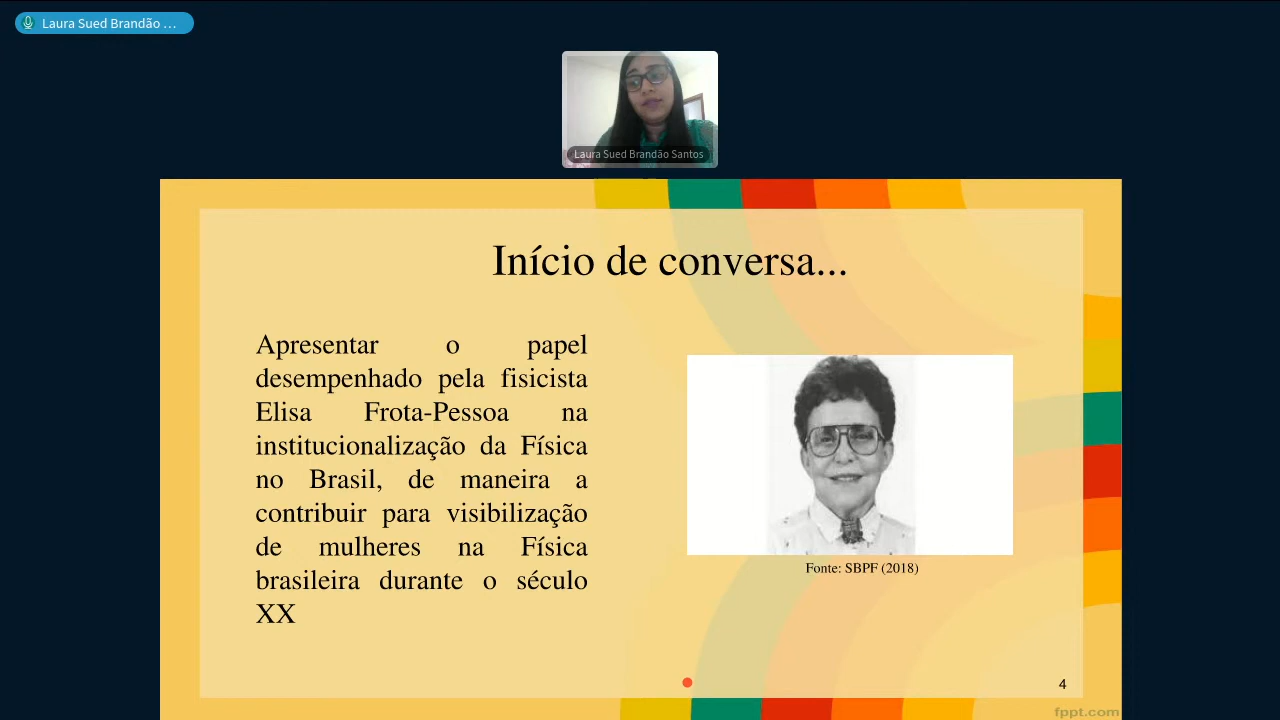 Laura Sued Brandão ...
Laura Sued Brandão Santos
Início de conversa...
Apresentar o papel
desempenhado pela fisicista
Elisa Frota-Pessoa na
institucionalização da Física
no Brasil, de maneira a
contribuir para visibilização
de mulheres na Física
brasileira durante o século
XX
Fonte: SBPF (2018)
4
fppt.com